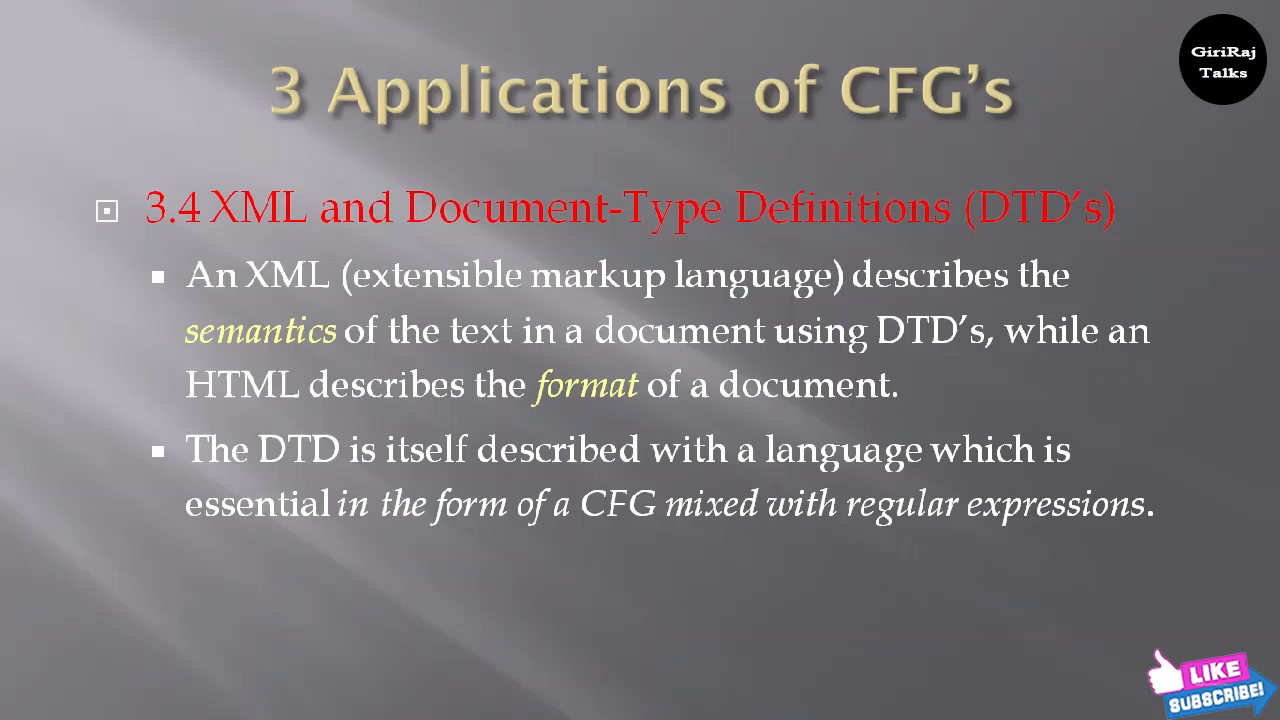 GiriRaj
Talks
3 Applications of CFG’s
3.4 XML and Document-Type Definitions (DTD’s)
An XML (extensible markup language) describes the
semantics of the text in a document using DTD’s, while an
HTML describes the format of a document.
The DTD is itself described with a language which is
essential in the form of a CFG mixed with regular expressions.
LIKE
SUBSCRIBE!